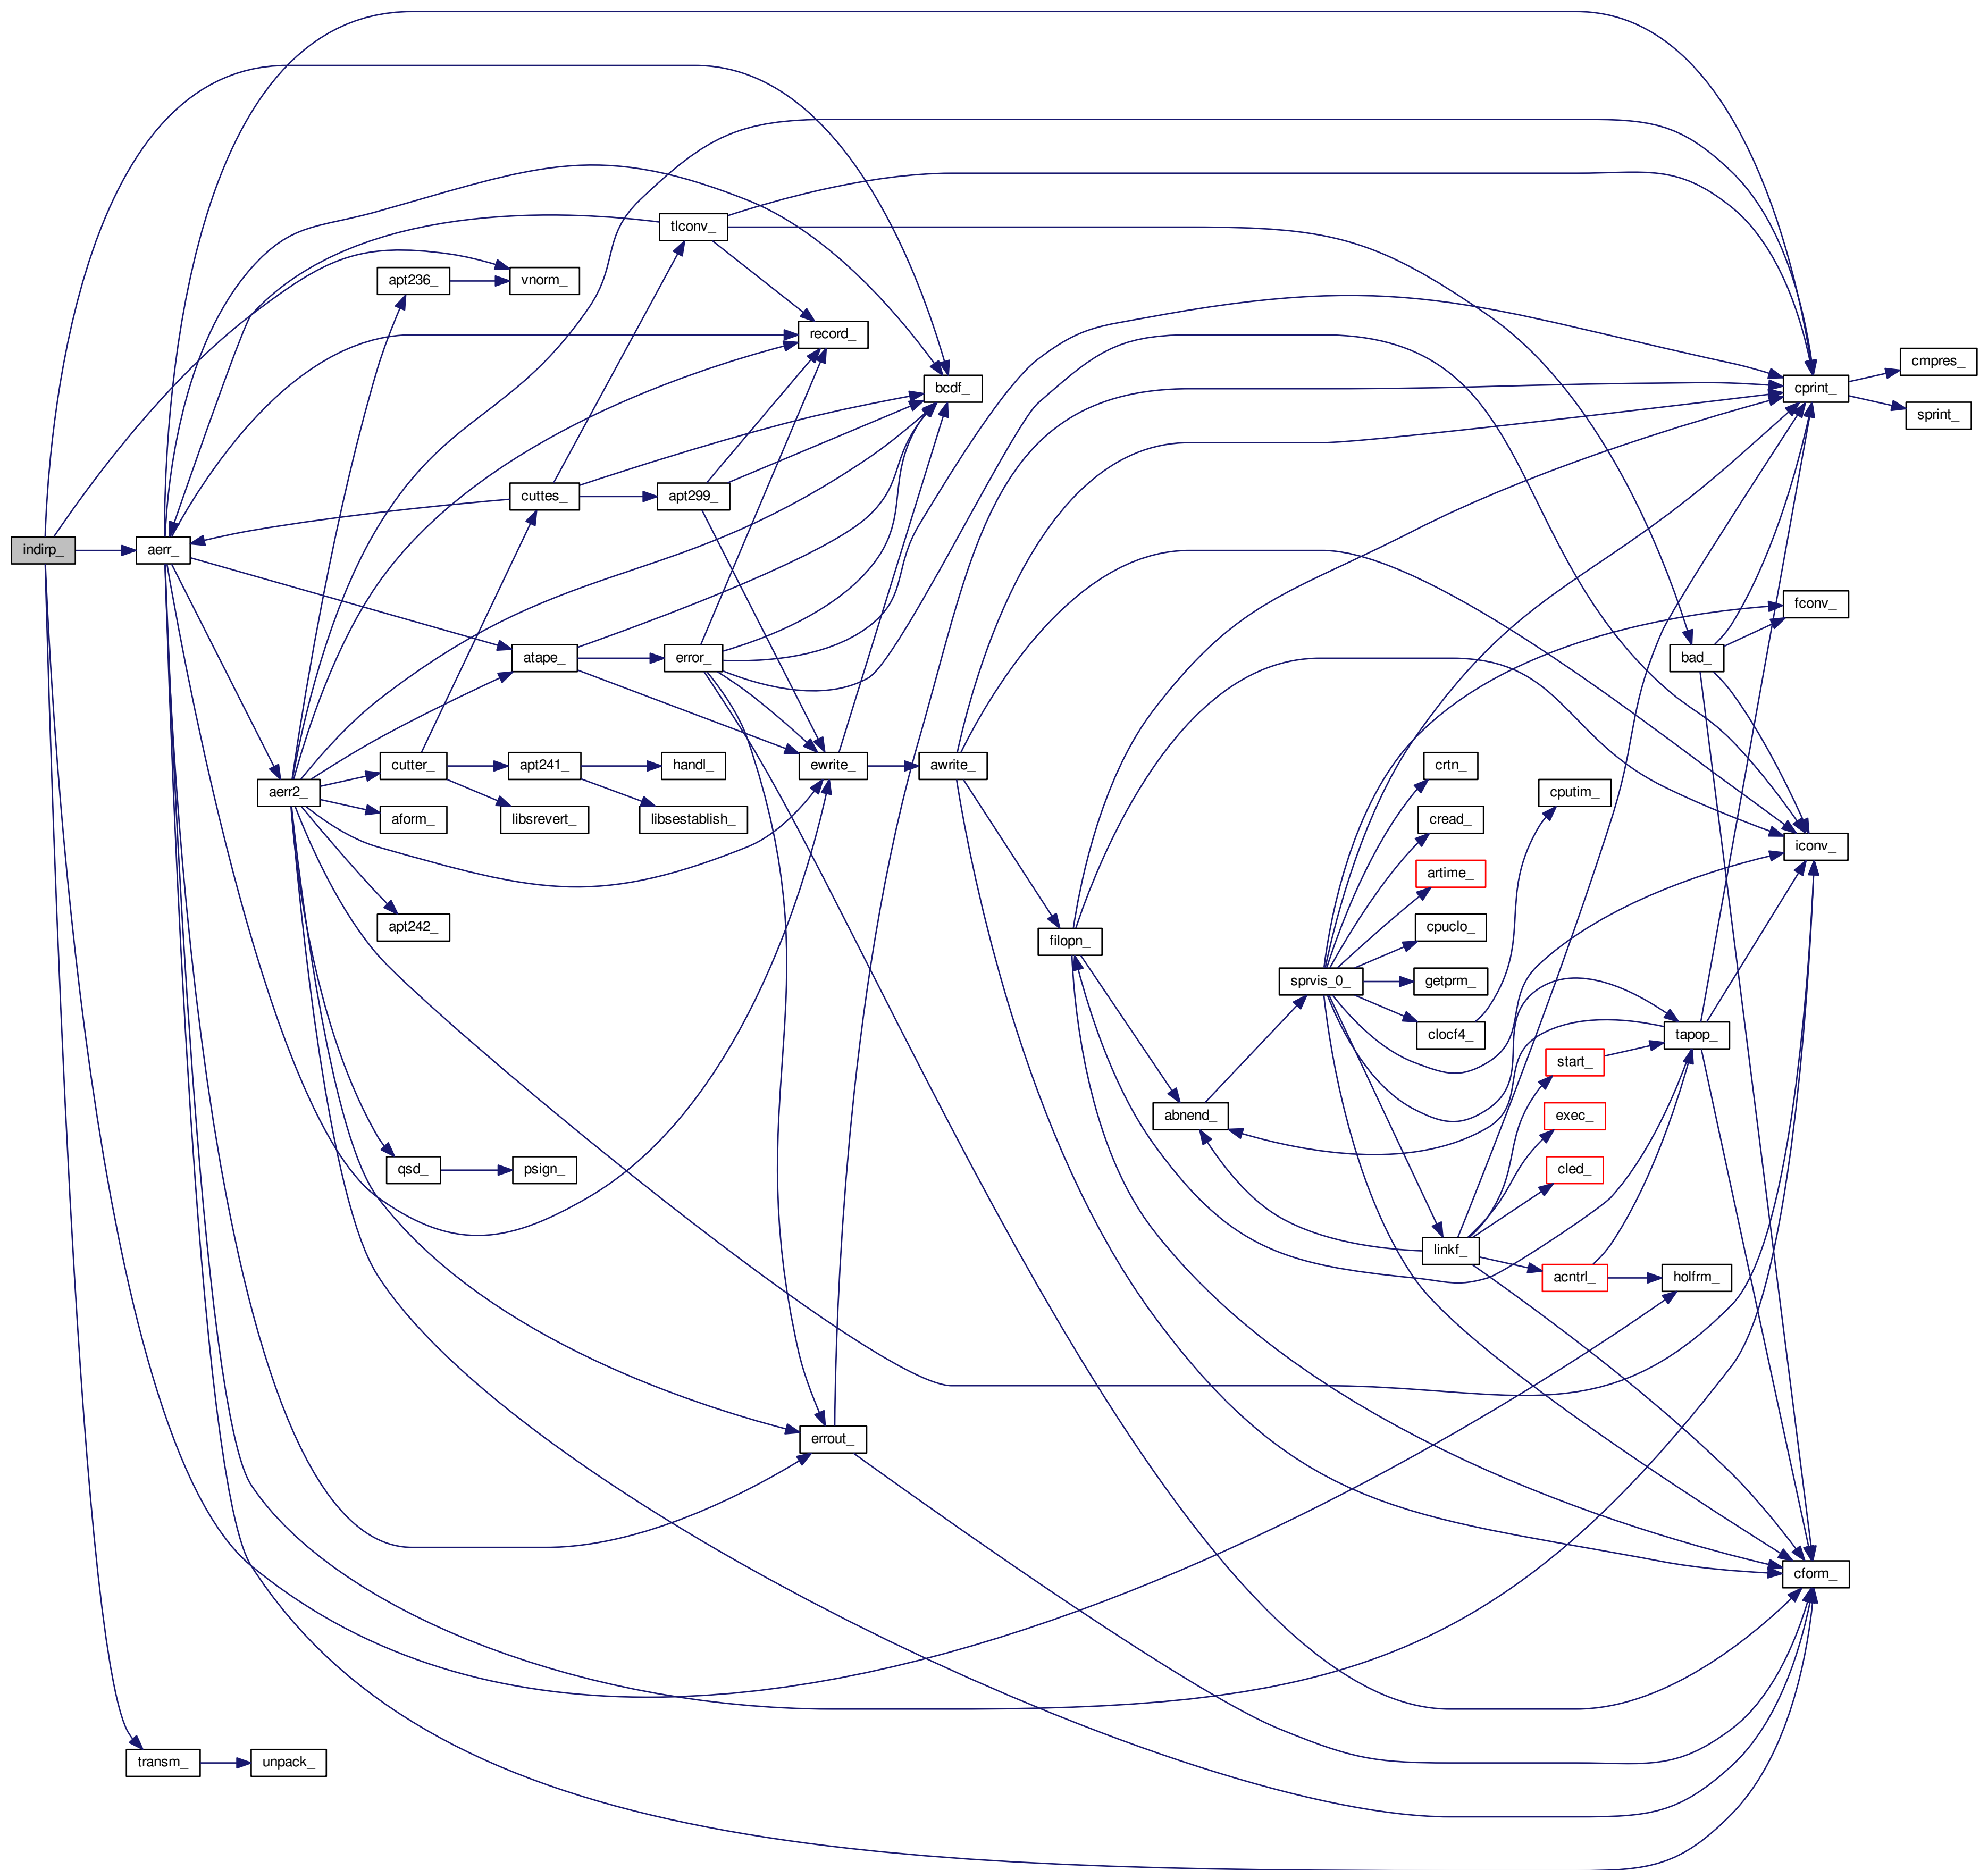 tlconv_
apt236_
vnorm_
record_
cmpres_
bcdf_
cprint_
sprint_
cuttes_
apt299_
indirp_
aerr_
fconv_
atape_
error_
bad_
cutter_
apt241_
handl_
ewrite_
awrite_
crtn_
aerr2_
cputim_
aform_
libsrevert_
libsestablish_
cread_
iconv_
artime_
apt242_
cpuclo_
filopn_
sprvis_0_
getprm_
clocf4_
tapop_
start_
abnend_
exec_
qsd_
psign_
cled_
linkf_
acntrl_
holfrm_
errout_
cform_
transm_
unpack_